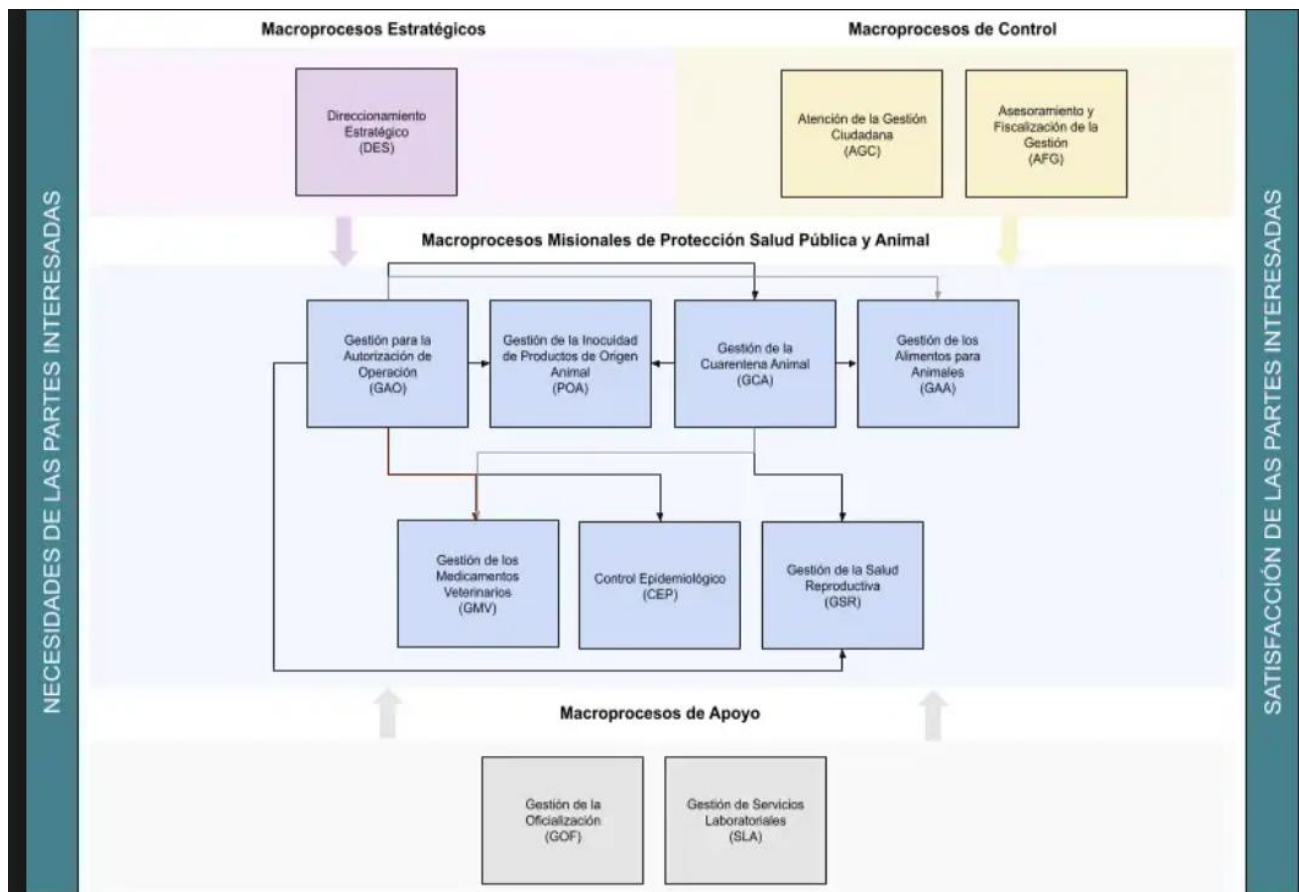 NECESIDADES DE LAS PARTES INTERESADAS
Macroprocesos Estratégicos
Macroprocesos de Control
Direccionamiento
Estratégico
(DES)
Atención de la Gestión
Ciudadana
(AGC)
Asesoramiento y
Fiscalización de la
Gestión
(AFG)
Macroprocesos Misionales de Protección Salud Pública y Animal
Gestión para la
Autorización de
Operación
(GAO)
Gestión de la Inocuidad
de Productos de Origen
Animal
(POA)
Gestión de la
Cuarentena Animal
(GCA)
Gestión de los
Alimentos para
Animales
(GAA)
Gestión de los
Medicamentos
Veterinarios
(GMV)
Control Epidemiológico
(CEP)
Gestión de la Salud
Reproductiva
(GSR)
Macroprocesos de Apoyo
Gestión de la
Oficialización
(GOF)
Gestión de Servicios
Laboratoriales
(SLA)
SATISFACCIÓN DE LAS PARTES INTERESADAS